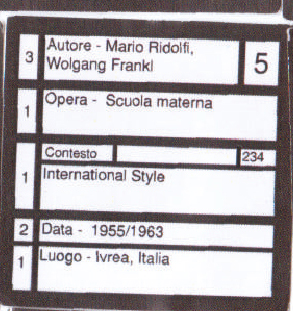 3 Autore - Mario Ridolfi, 5
Wolgang Frankl
1 Opera - Scuola materna
Contesto 234
1 International Style
2 Data - 1955/1963
1 Luogo - Ivrea, Italia